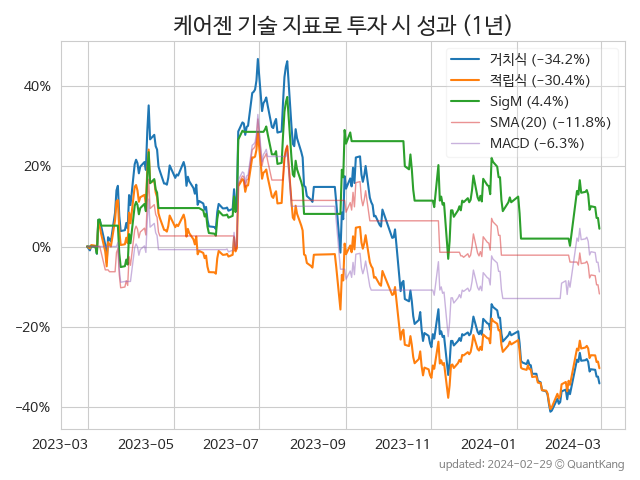 케어젠 기술 지표로 투자 시 성과 (1년)
거치식 (−34.2%)
적립식 (−30.4%)
SigM (4.4%)
SMA(20) (−11.8%)
MACD (−6.3%)
40%
20%
0%
−20%
−40%
2023-03 2023-05 2023-07 2023-09 2023-11 2024-01 2024-03
updated: 2024-02-29 © QuantKang